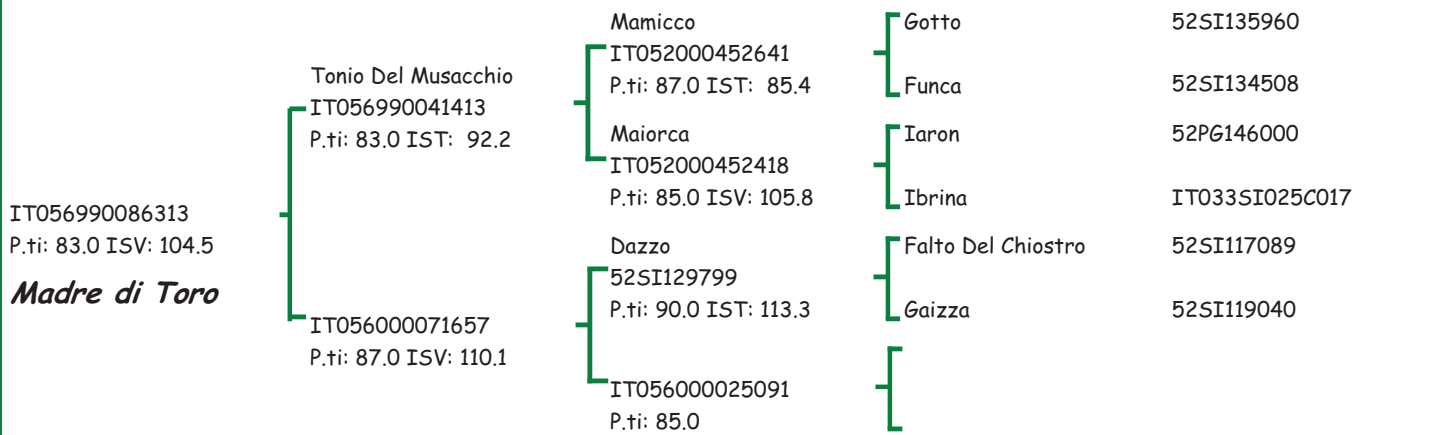 IT056990086313
P.ti: 83.0 ISV: 104.5
Madre di Toro
Tonio Del Musacchio
IT056990041413
P.ti: 83.0 IST: 92.2
IT056000071657
P.ti: 87.0 ISV: 110.1
Mamicco
IT052000452641
P.ti: 87.0 IST: 85.4
Maiorca
IT052000452418
P.ti: 85.0 ISV: 105.8
Dazzo
52SI129799
P.ti: 90.0 IST: 113.3
IT056000025091
P.ti: 85.0
Gotto 52SI135960
Funca 52SI134508
Iaron 52PG146000
Ibrina IT033SI025C017
Falto Del Chiostro 52SI117089
Gaizza 52SI119040